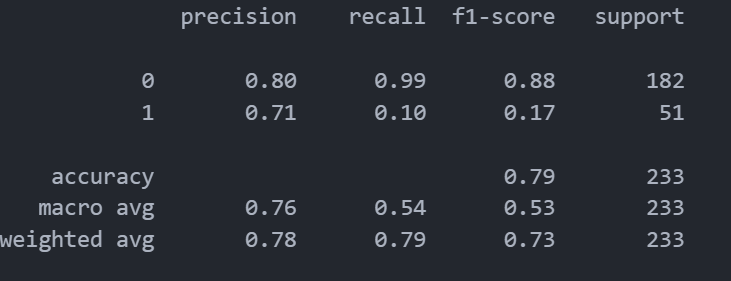 precision recall f1-score support
0 0.80 0.99 0.88 182
1 0.71 0.10 0.17 51
accuracy 0.79 233
macro avg 0.76 0.54 0.53 233
weighted avg 0.78 0.79 0.73 233